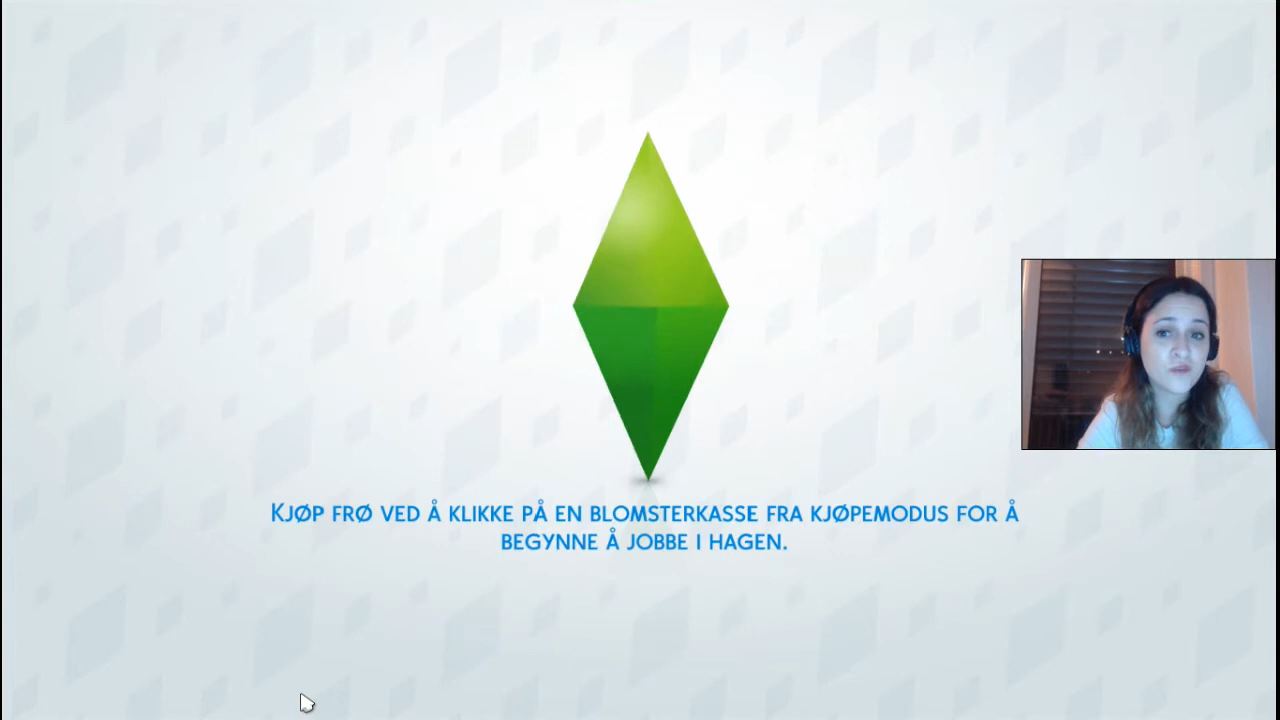 Kjøp frø ved å klikke på en blomsterkasse fra kjøpemodus for å
begynne å jobbe i hagen.